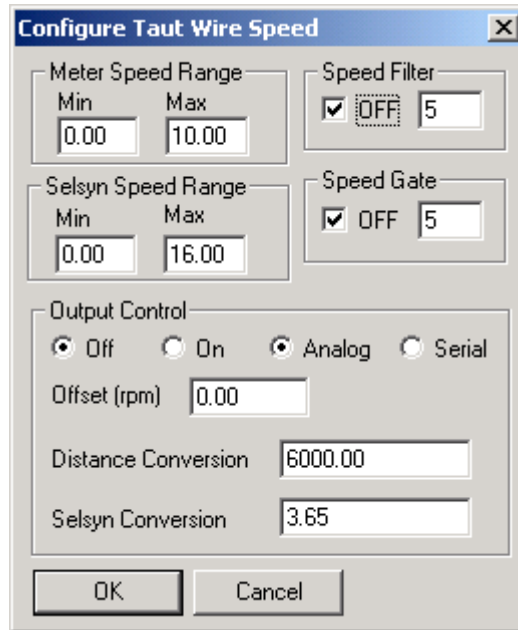 Configure Taut Wire Speed
Meter Speed Range
Min Max
0.00 10.00
Speed Filter
OFF 5
Selsyn Speed Range
Min Max
0.00 16.00
Speed Gate
OFF 5
Output Control
Off On Analog Serial
Offset (rpm) 0.00
Distance Conversion 6000.00
Selsyn Conversion 3.65
OK Cancel